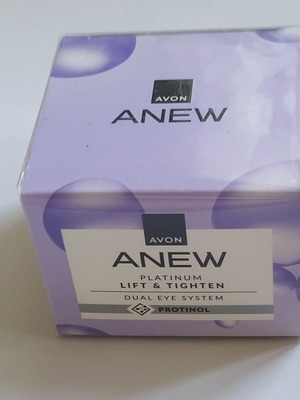 AVON
ANEW
AVON
ANEW
PLATINUM
LIFT & TIGHTEN
DUAL EYE SYSTEM
PROTINOL